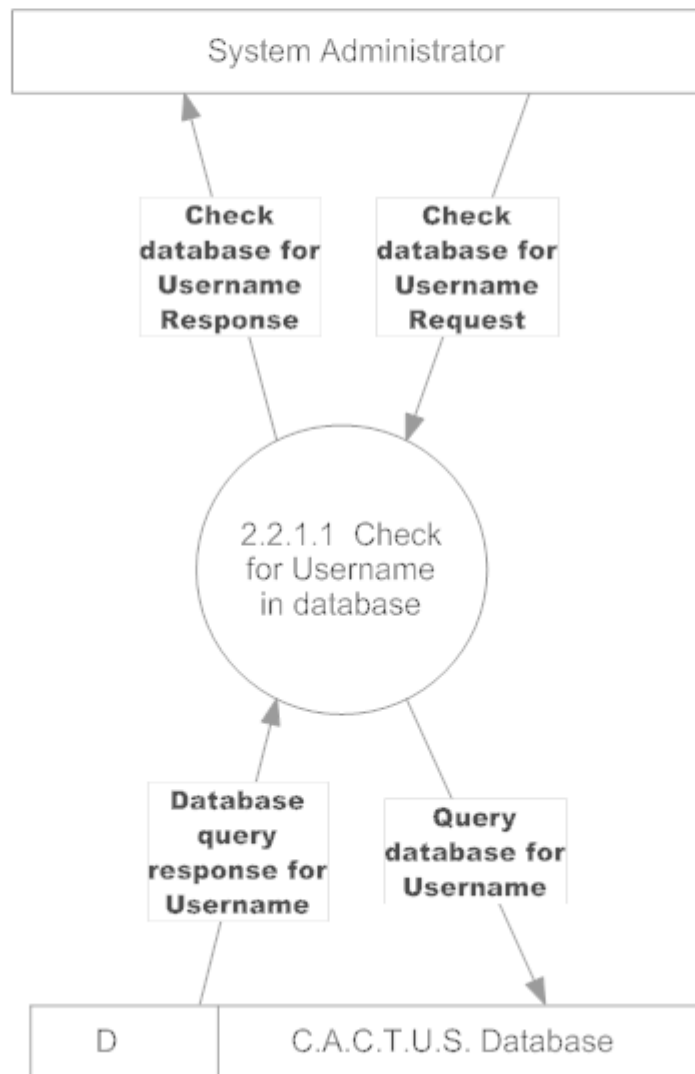 System Administrator
Check
database for
Username
Response
Check
database for
Username
Request
2.2.1.1 Check
for Username
in database
Database
query
response for
Username
Query
database for
Username
D
C.A.C.T.U.S. Database